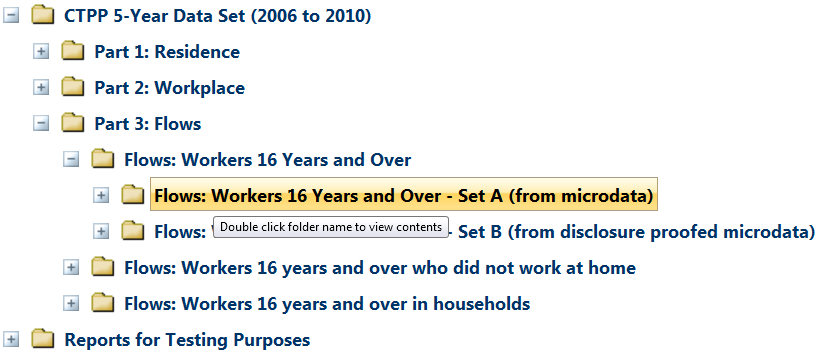 CTPP 5-Year Data Set (2006 to 2010)
Part 1: Residence
Part 2: Workplace
Part 3: Flows
Flows: Workers 16 Years and Over
Flows: Workers 16 Years and Over - Set A (from microdata)
Double click folder name to view contents
Flows: - Set B (from disclosure proofed microdata)
Flows: Workers 16 years and over who did not work at home
Flows: Workers 16 years and over in households
Reports for Testing Purposes